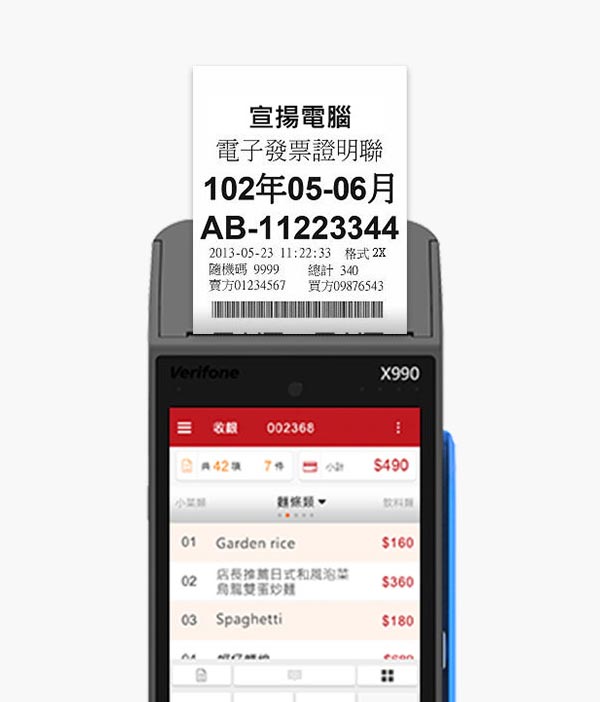 宣揚電腦
電子發票證明聯
102年05-06月
AB-11223344
2013-05-23 11:22:33 格式 2X
隨機碼 9999 總計 340
賣方01234567 買方09876543
Verifone X990
收銀 002368
共 42 項 7 件 小計 $490
小菜類 麵條類 飲料類
01 Garden rice $160
02 店長推薦日式和風泡菜烏龍雙蛋炒麵 $360
03 Spaghetti $180
04 $680